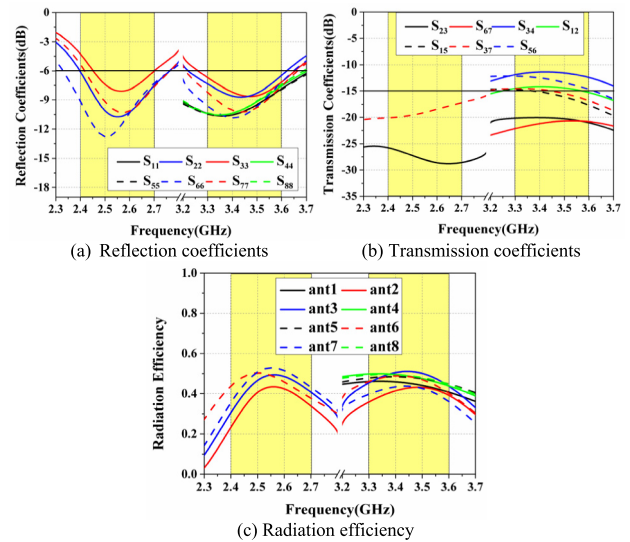 Reflection Coefficients(dB)
-3
-6
-9
-12
-15
-18
S11 S22 S33 S44
S55 S66 S77 S88
2.3 2.4 2.5 2.6 2.7 3.2 3.3 3.4 3.5 3.6 3.7
Frequency(GHz)
(a) Reflection coefficients
Transmission Coefficients(dB)
S23 S67 S34 S12
S15 S37 S56
0
-5
-10
-15
-20
-25
-30
-35
2.3 2.4 2.5 2.6 2.7 3.2 3.3 3.4 3.5 3.6 3.7
Frequency(GHz)
(b) Transmission coefficients
Radiation Efficiency
1.0
0.8
0.6
0.4
0.2
0.0
ant1 ant2
ant3 ant4
ant5 ant6
ant7 ant8
2.3 2.4 2.5 2.6 2.7 3.2 3.3 3.4 3.5 3.6 3.7
Frequency(GHz)
(c) Radiation efficiency